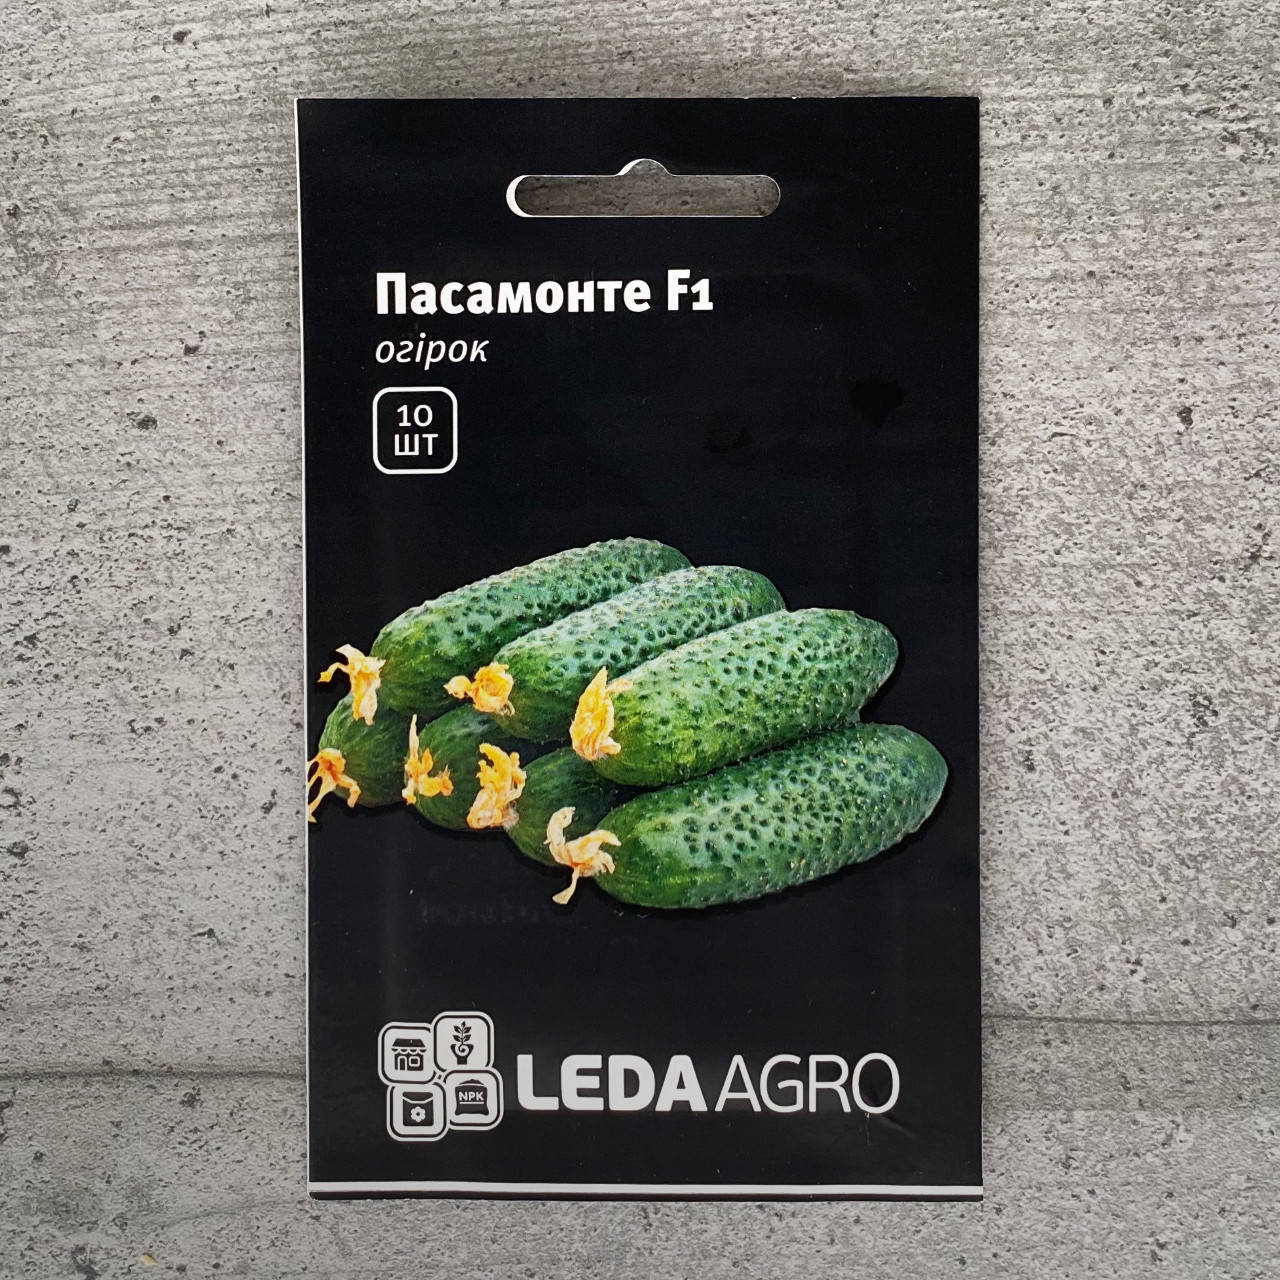 Пасамонте F1
огірок
10
ШТ
NPK
LEDA AGRO